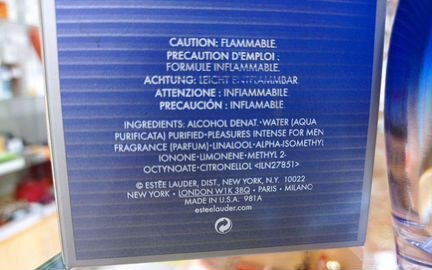 CAUTION: FLAMMABLE.
PRECAUTION D'EMPLOI :
FORMULE INFLAMMABLE.
ACHTUNG: LEICHT ENTFLAMMBAR.
ATTENZIONE : INFIAMMABILE.
PRECAUCIÓN : INFLAMABLE.
INGREDIENTS: ALCOHOL DENAT.•WATER (AQUA
PURIFICATA) PURIFIED•PLEASURES INTENSE FOR MEN
FRAGRANCE (PARFUM)•LINALOOL•ALPHA-ISOMETHYL
IONONE•LIMONENE•METHYL 2-
OCTYNOATE•CITRONELLOL <ILN27851>
© ESTĒE LAUDER, DIST., NEW YORK, N.Y. 10022
NEW YORK • LONDON W1K 3BQ • PARIS • MILANO
MADE IN U.S.A. 981A
esteelauder.com